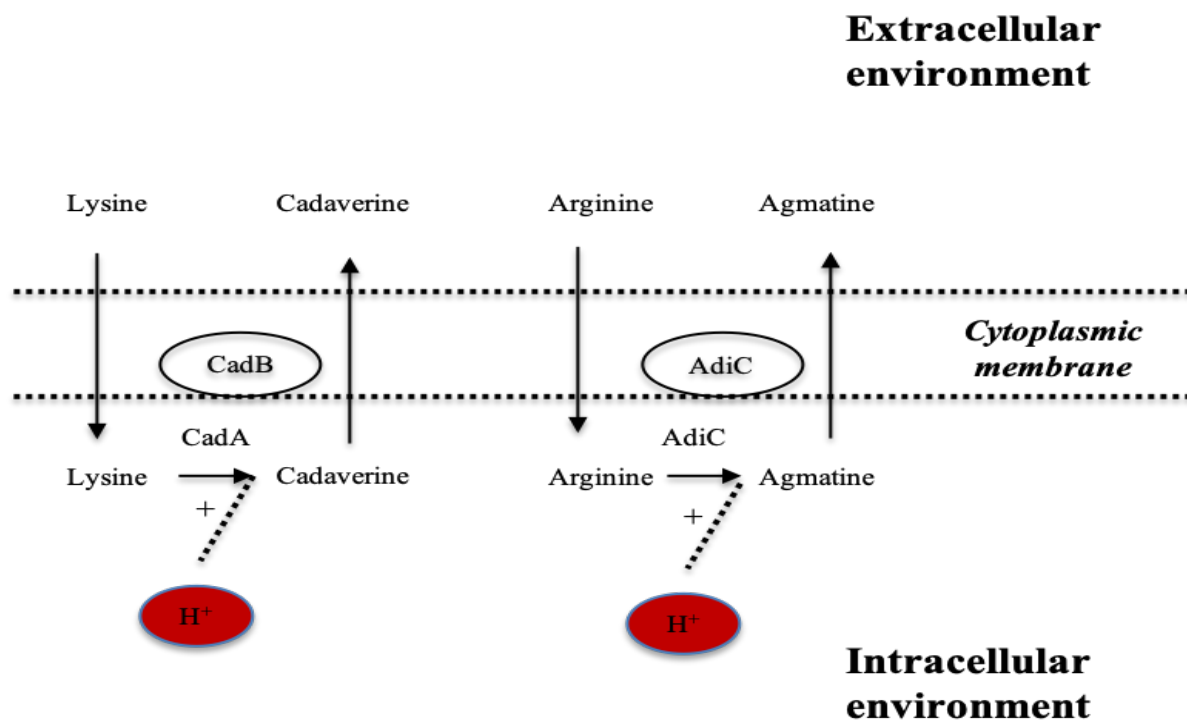 Extracellular
environment
Lysine Cadaverine Arginine Agmatine
CadB AdiC Cytoplasmic
membrane
CadA AdiC
Lysine Cadaverine Arginine Agmatine
+ +
H⁺ H⁺
Intracellular
environment